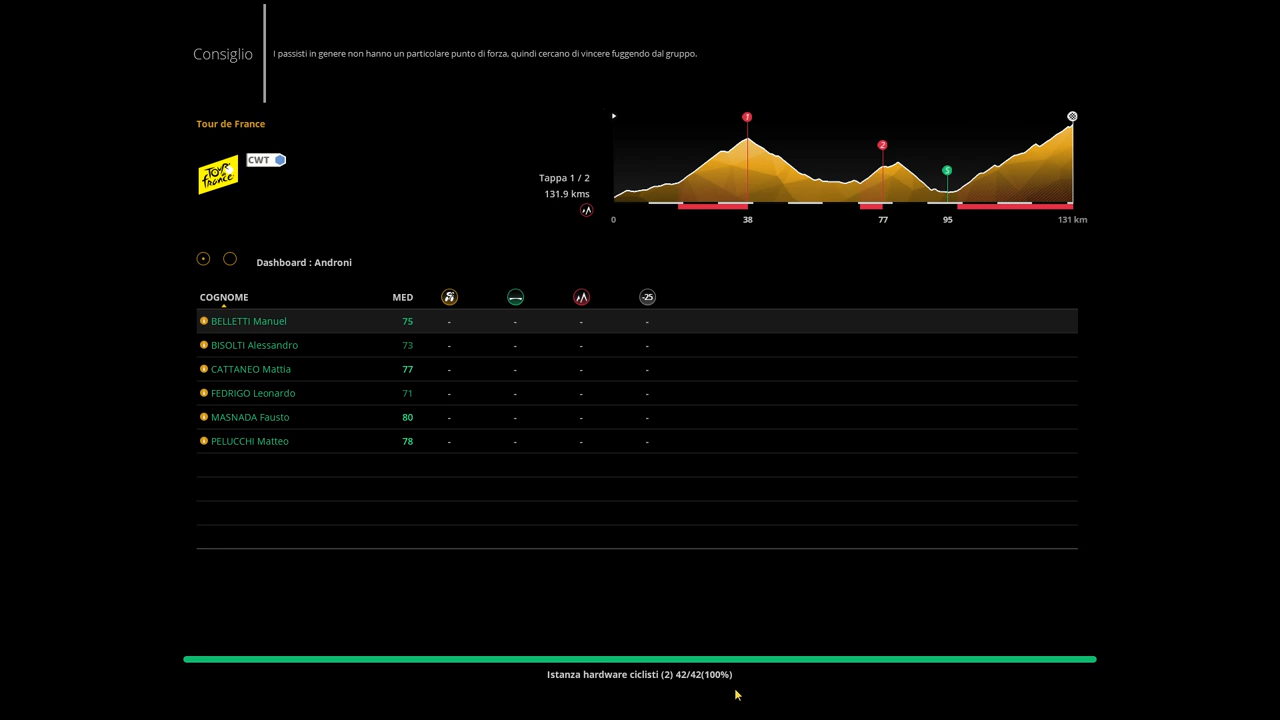 Consiglio
I passisti in genere non hanno un particolare punto di forza, quindi cercano di vincere fuggendo dal gruppo.
Tour de France
TOUR
de
france
CWT
Tappa 1 / 2
131.9 kms
1
2
S
0 38 77 95 131 km
Dashboard : Androni
COGNOME MED -25
BELLETTI Manuel 75 - - - -
BISOLTI Alessandro 73 - - - -
CATTANEO Mattia 77 - - - -
FEDRIGO Leonardo 71 - - - -
MASNADA Fausto 80 - - - -
PELUCCHI Matteo 78 - - - -
Istanza hardware ciclisti (2) 42/42(100%)